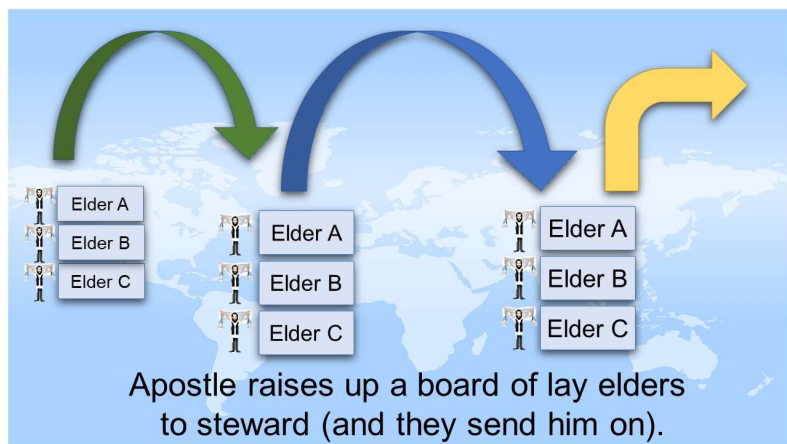 Elder A
Elder B
Elder C
Elder A
Elder B
Elder C
Elder A
Elder B
Elder C
Apostle raises up a board of lay elders
to steward (and they send him on).